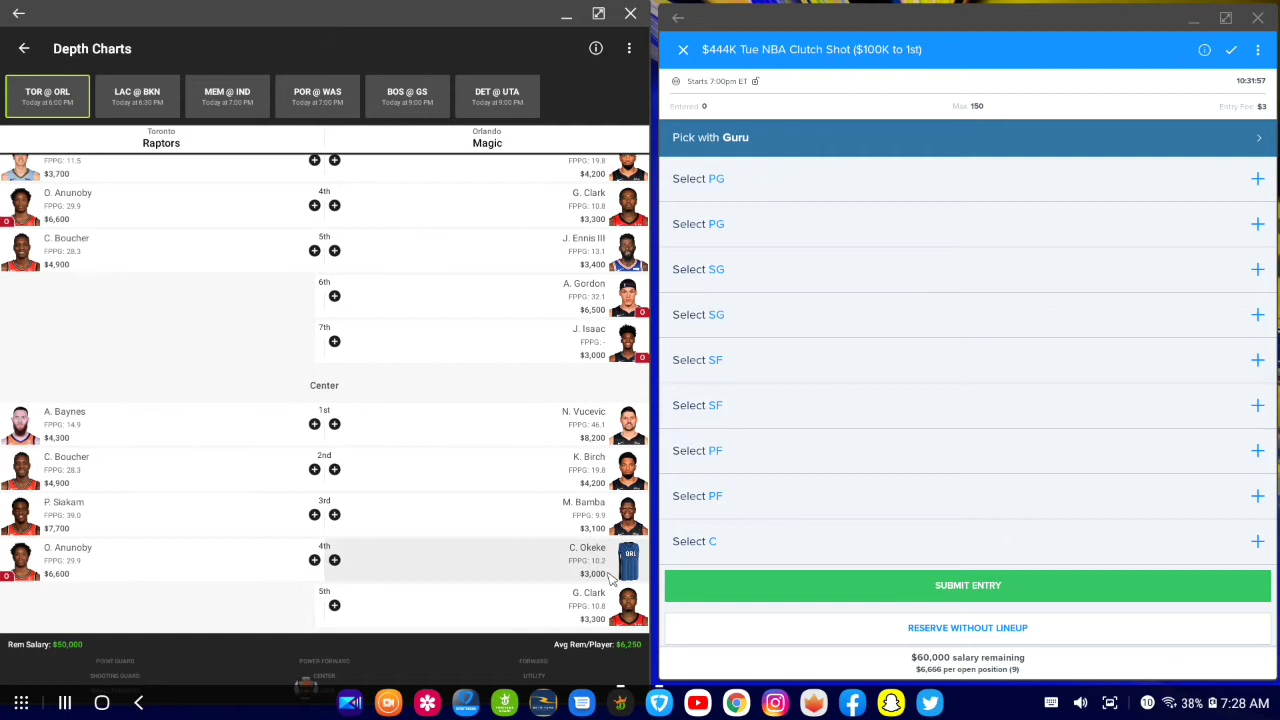 Depth Charts
TOR @ ORL
Today at 6:00 PM
LAC @ BKN
Today at 6:30 PM
MEM @ IND
Today at 7:00 PM
POR @ WAS
Today at 7:00 PM
BOS @ GS
Today at 9:00 PM
DET @ UTA
Today at 9:00 PM
Toronto
Raptors
Orlando
Magic
FPPG: 11.5
$3,700
FPPG: 19.8
$4,200
O. Anunoby
FPPG: 29.9
$6,600
O
4th
G. Clark
FPPG: 10.8
$3,300
C. Boucher
FPPG: 28.3
$4,900
5th
J. Ennis III
FPPG: 13.1
$3,400
6th
A. Gordon
FPPG: 32.1
$6,500
O
7th
J. Isaac
FPPG: -
$3,000
O
Center
A. Baynes
FPPG: 14.9
$4,300
1st
N. Vucevic
FPPG: 46.1
$8,200
C. Boucher
FPPG: 28.3
$4,900
2nd
K. Birch
FPPG: 19.8
$4,200
P. Siakam
FPPG: 39.0
$7,700
3rd
M. Bamba
FPPG: 9.9
$3,100
O. Anunoby
FPPG: 29.9
$6,600
O
4th
C. Okeke
FPPG: 10.2
$3,000
ORL
5th
G. Clark
FPPG: 10.8
$3,300
Rem Salary: $50,000
Avg Rem/Player: $6,250
POINT GUARD
POWER FORWARD
FORWARD
SHOOTING GUARD
CENTER
UTILITY
$444K Tue NBA Clutch Shot ($100K to 1st)
Starts 7:00pm ET
10:31:57
Entered 0
Max 150
Entry Fee $3
Pick with Guru
Select PG
Select PG
Select SG
Select SG
Select SF
Select SF
Select PF
Select PF
Select C
SUBMIT ENTRY
RESERVE WITHOUT LINEUP
$60,000 salary remaining
$6,666 per open position (9)